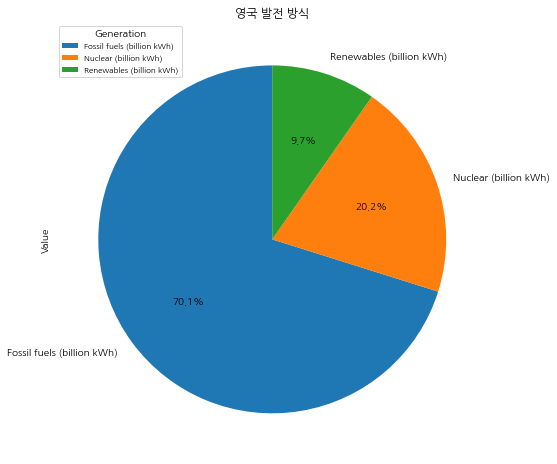 영국 발전 방식
Generation
Fossil fuels (billion kWh)
Nuclear (billion kWh)
Renewables (billion kWh)
Renewables (billion kWh)
9,7%
Nuclear (billion kWh)
20,2%
Value
70,1%
Fossil fuels (billion kWh)